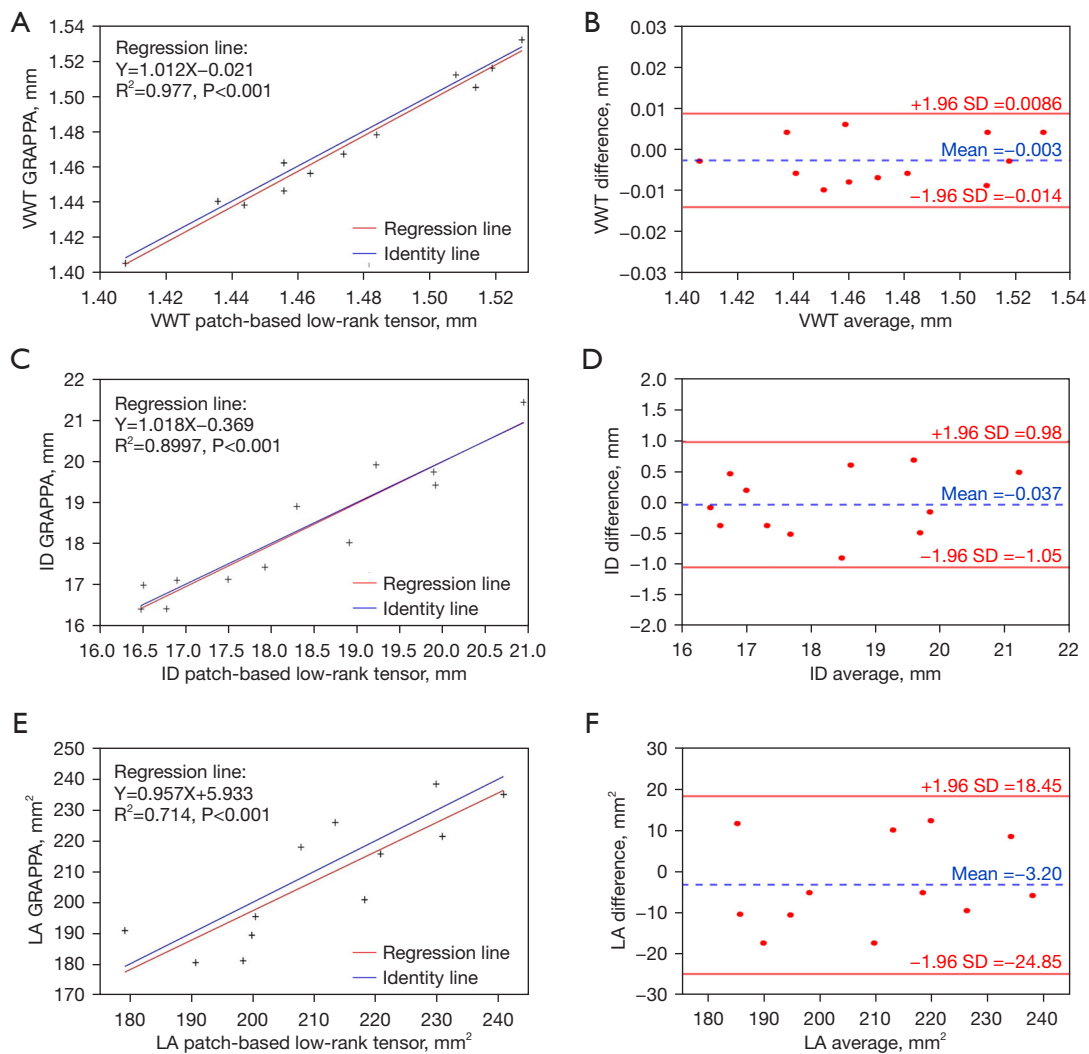 A
1.54
1.52
1.50
1.48
1.46
1.44
1.42
1.40
VWT GRAPPA, mm
Regression line:
Y=1.012X−0.021
R²=0.977, P<0.001
Regression line
Identity line
1.40 1.42 1.44 1.46 1.48 1.50 1.52
VWT patch-based low-rank tensor, mm
B
0.03
0.02
0.01
0.00
−0.01
−0.02
−0.03
VWT difference, mm
+1.96 SD =0.0086
Mean =−0.003
−1.96 SD =−0.014
1.40 1.42 1.44 1.46 1.48 1.50 1.52 1.54
VWT average, mm
C
22
21
20
19
18
17
16
ID GRAPPA, mm
Regression line:
Y=1.018X−0.369
R²=0.8997, P<0.001
Regression line
Identity line
16.0 16.5 17.0 17.5 18.0 18.5 19.0 19.5 20.0 20.5 21.0
ID patch-based low-rank tensor, mm
D
2.0
1.5
1.0
0.5
0.0
−0.5
−1.0
−1.5
−2.0
ID difference, mm
+1.96 SD =0.98
Mean =−0.037
−1.96 SD =−1.05
16 17 18 19 20 21 22
ID average, mm
E
250
240
230
220
210
200
190
180
170
LA GRAPPA, mm²
Regression line:
Y=0.957X+5.933
R²=0.714, P<0.001
Regression line
Identity line
180 190 200 210 220 230 240
LA patch-based low-rank tensor, mm²
F
30
20
10
0
−10
−20
−30
LA difference, mm²
+1.96 SD =18.45
Mean =−3.20
−1.96 SD =−24.85
180 190 200 210 220 230 240
LA average, mm²